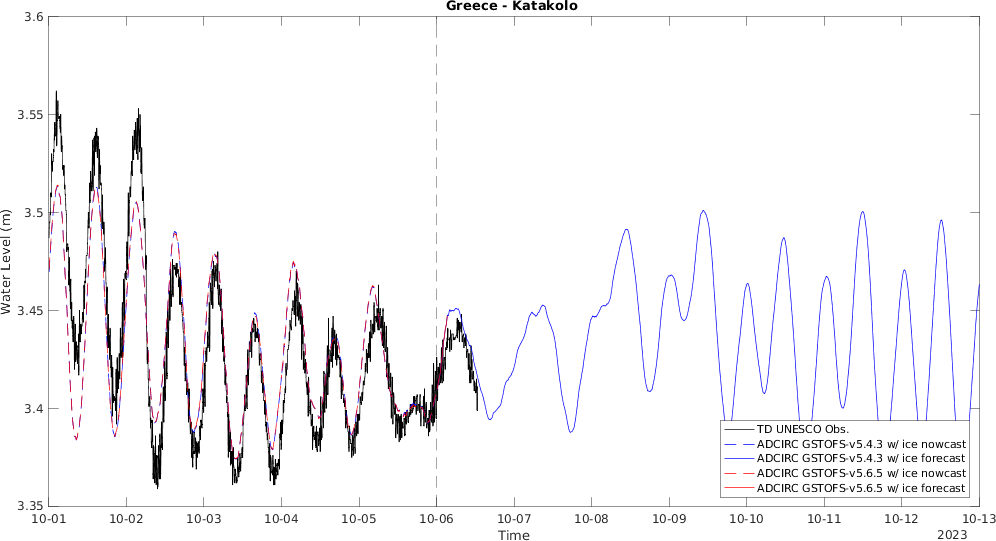 Greece - Katakolo
3.6
3.55
3.5
3.45
3.4
3.35
Water Level (m)
TD UNESCO Obs.
ADCIRC GSTOFS-v5.4.3 w/ ice nowcast
ADCIRC GSTOFS-v5.4.3 w/ ice forecast
ADCIRC GSTOFS-v5.6.5 w/ ice nowcast
ADCIRC GSTOFS-v5.6.5 w/ ice forecast
10-01 10-02 10-03 10-04 10-05 10-06 10-07 10-08 10-09 10-10 10-11 10-12 10-13
Time
2023